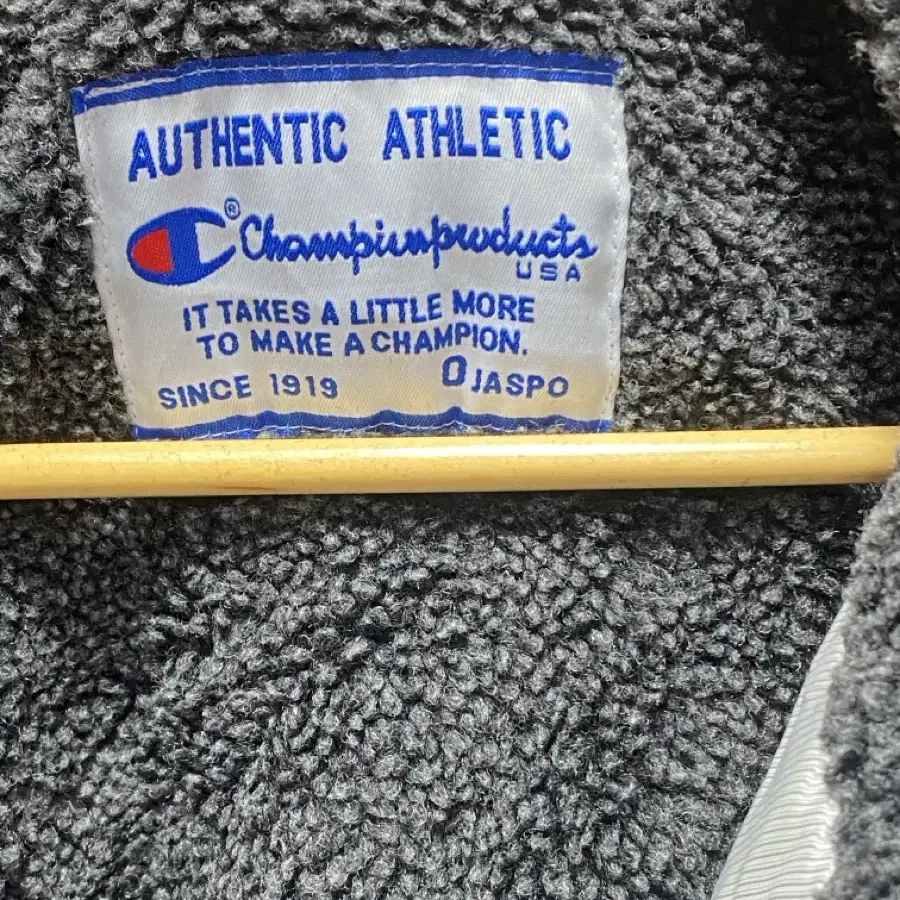 AUTHENTIC ATHLETIC
® Championproducts
USA
IT TAKES A LITTLE MORE
TO MAKE A CHAMPION.
SINCE 1919 O JASPO